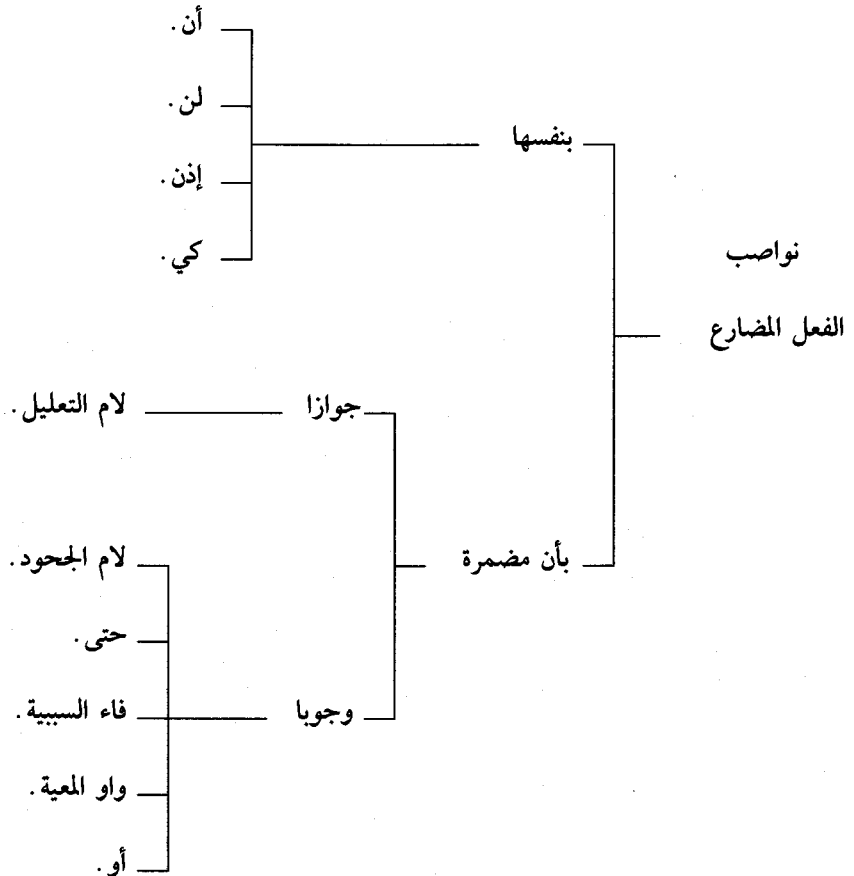 نواصب
الفعل المضارع
بنفسها
أن.
لن.
إذن.
كي.
بأن مضمرة
جوازا
لام التعليل.
وجوبا
لام الجحود.
حتى.
فاء السببية.
واو المعية.
أو.